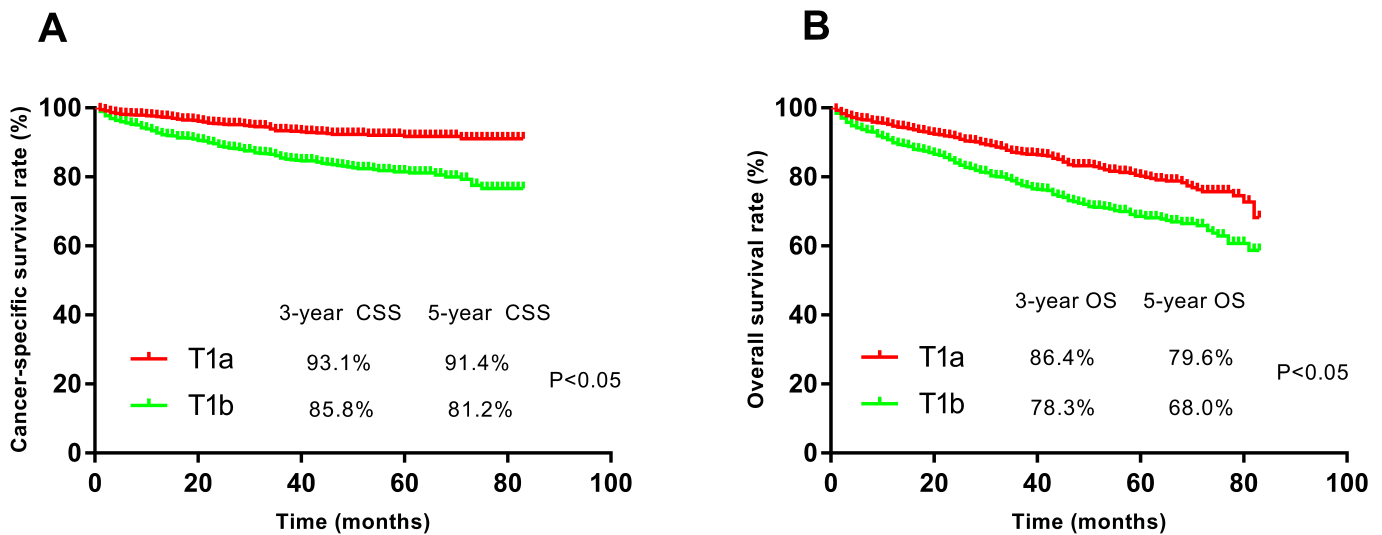 A
Cancer-specific survival rate (%)
100
80
60
40
20
0
3-year CSS 5-year CSS
T1a 93.1% 91.4%
P<0.05
T1b 85.8% 81.2%
0 20 40 60 80 100
Time (months)
B
Overall survival rate (%)
100
80
60
40
20
0
3-year OS 5-year OS
T1a 86.4% 79.6%
P<0.05
T1b 78.3% 68.0%
0 20 40 60 80 100
Time (months)